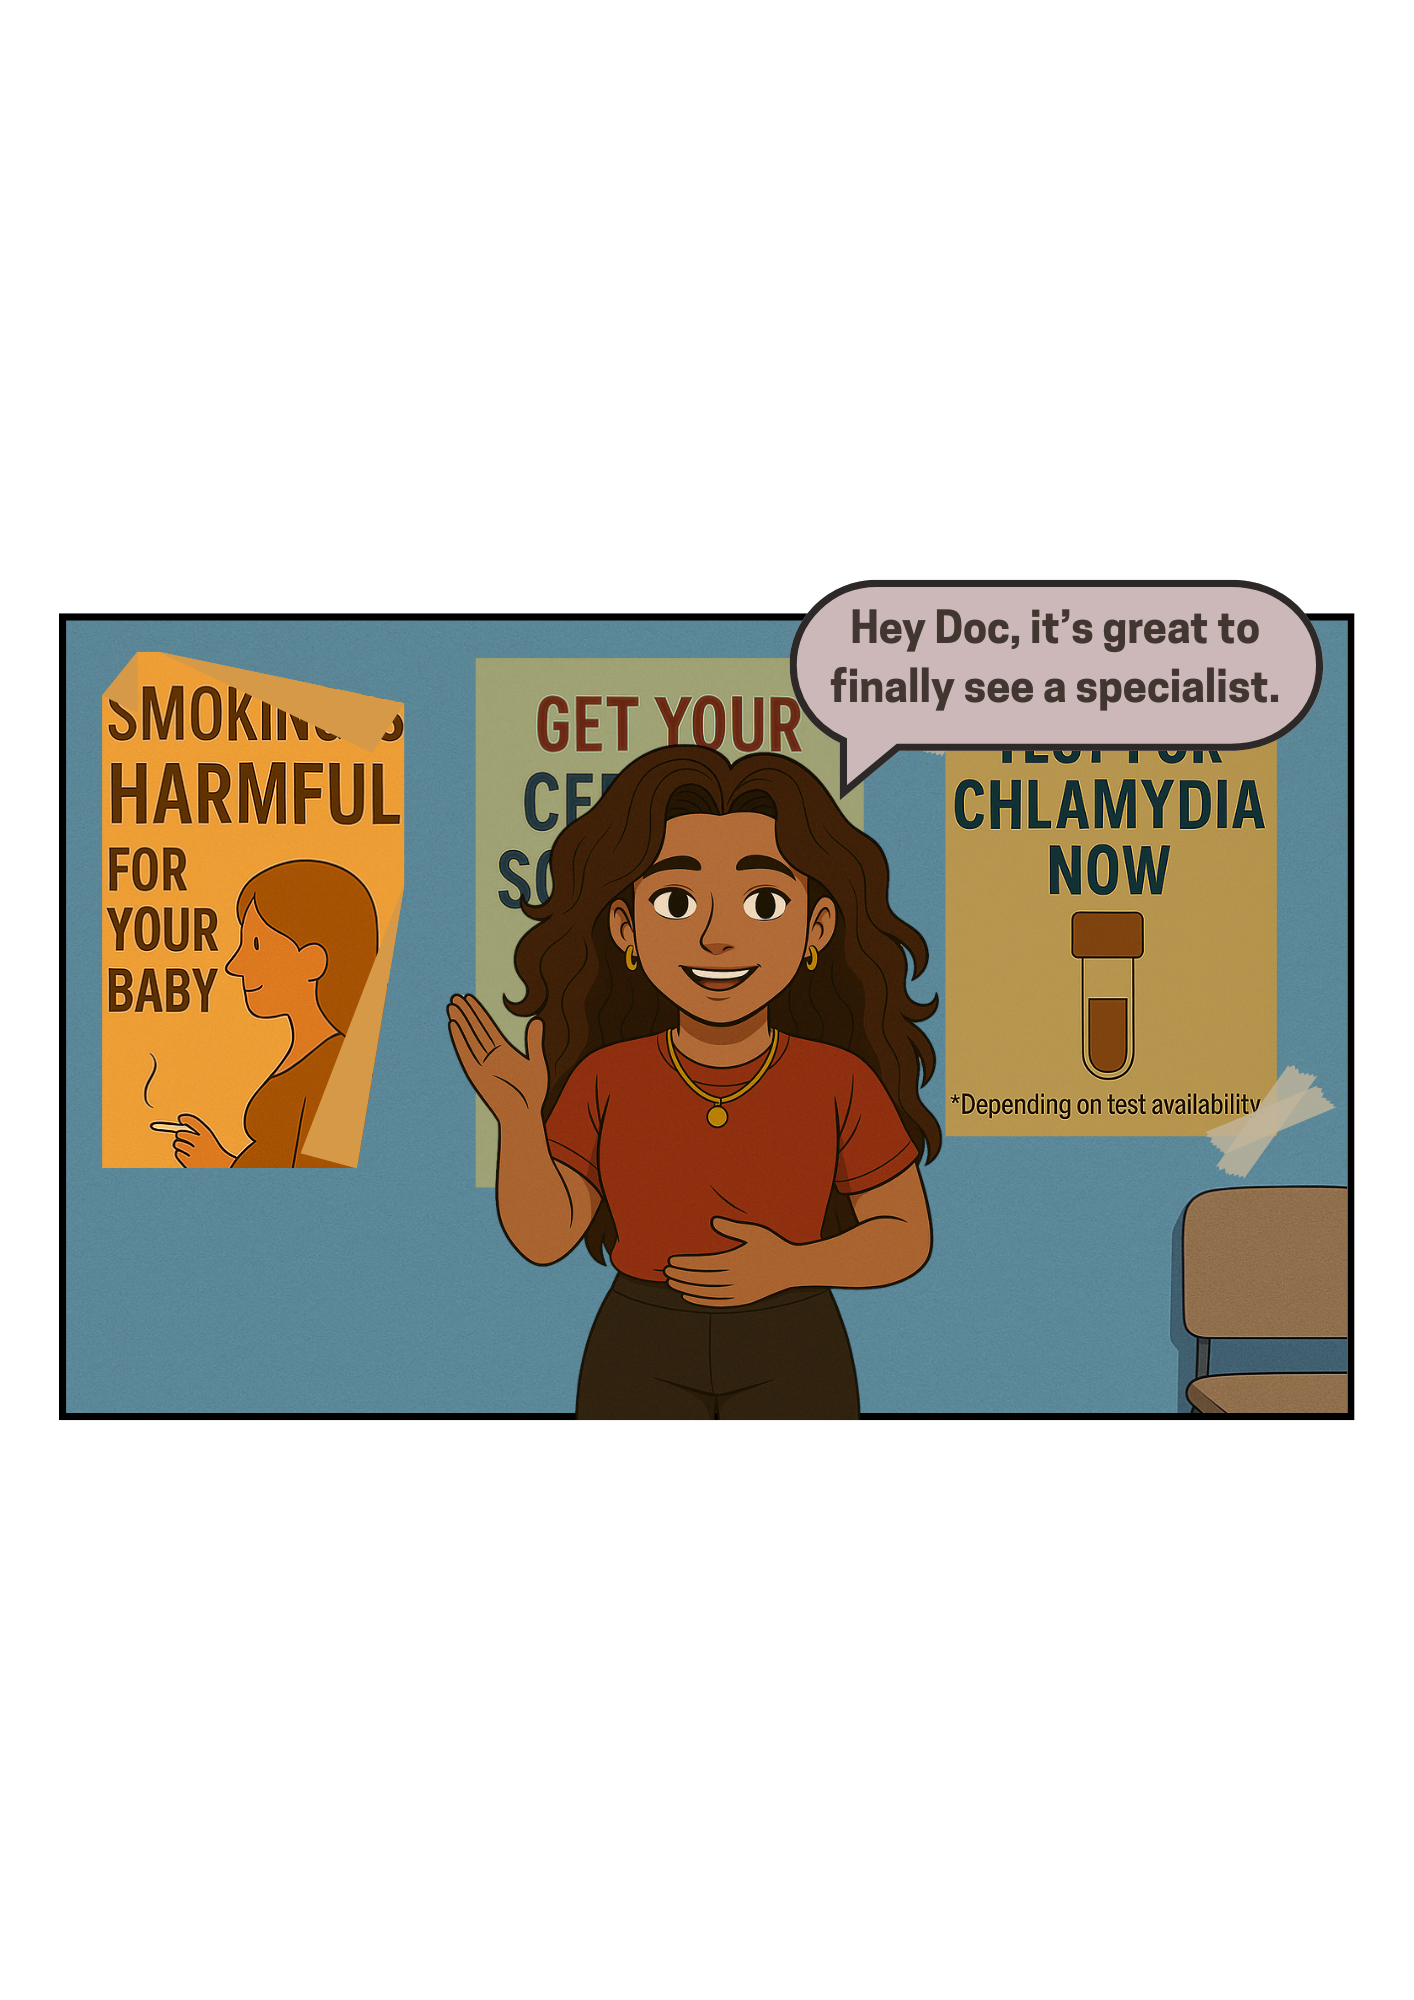 Hey Doc, it's great to
finally see a specialist.
HARMFUL
FOR
YOUR
BABY
GET YOUR
CHLAMYDIA
NOW
*Depending on test availability